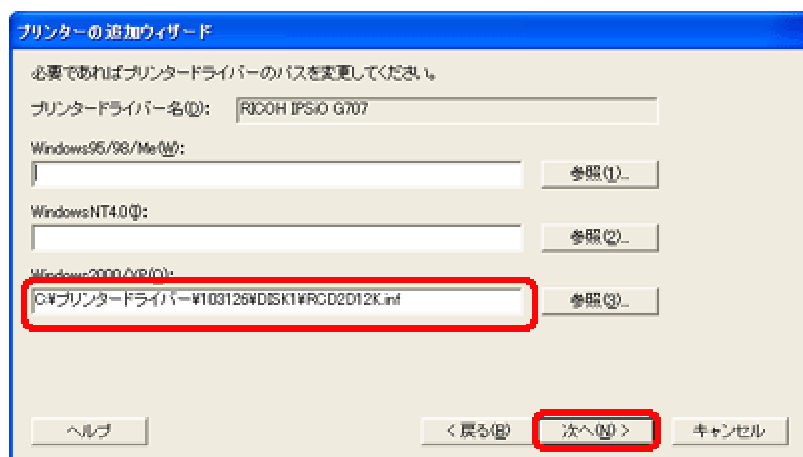 プリンターの追加ウィザード
必要であればプリンタードライバーのパスを変更してください。
プリンタードライバー名(D): RICOH IPSiO G707
Windows95/98/Me(W):
参照(1)...
WindowsNT4.0(T):
参照(2)...
Windows2000/XP(O):
C:¥プリンタードライバー¥103126¥DISK1¥RCD2D12K.inf 参照(3)...
ヘルプ < 戻る(B) 次へ(N) > キャンセル